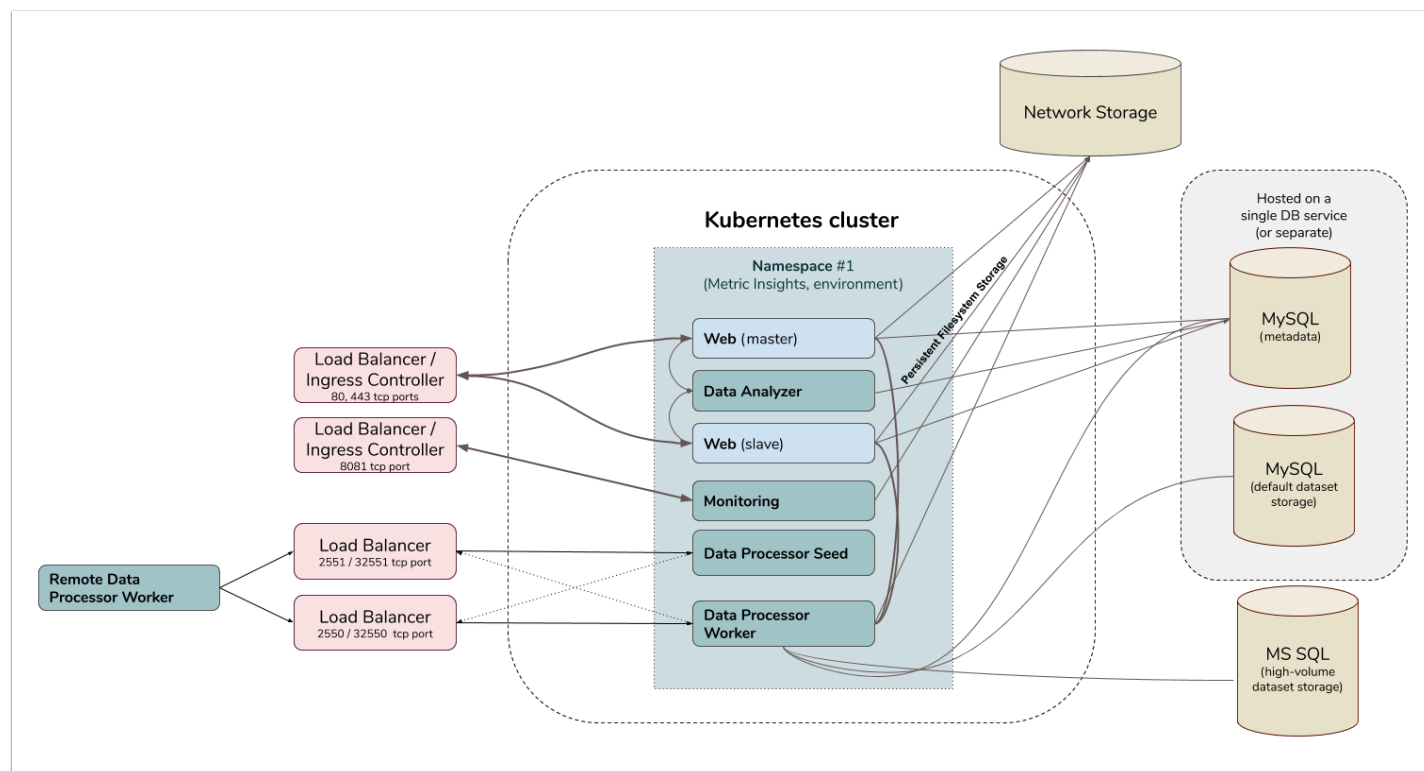 Network Storage
Hosted on a
single DB service
(or separate)
Kubernetes cluster
Namespace #1
(Metric Insights, environment)
Persistent Filesystem Storage
Web (master)
MySQL
(metadata)
Load Balancer /
Ingress Controller
80, 443 tcp ports
Data Analyzer
Web (slave)
Load Balancer /
Ingress Controller
8081 tcp port
MySQL
(default dataset
storage)
Monitoring
Load Balancer
2551 / 32551 tcp port
Data Processor Seed
Remote Data
Processor Worker
Load Balancer
2550 / 32550 tcp port
Data Processor
Worker
MS SQL
(high-volume
dataset storage)